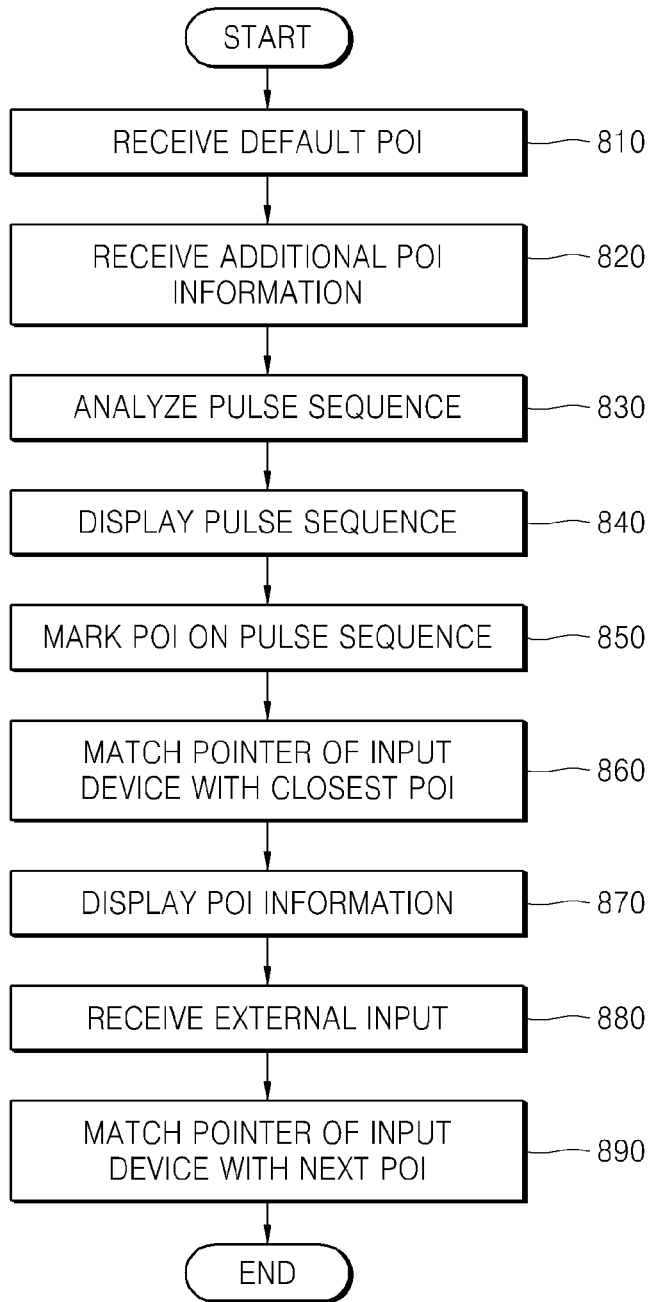 START
RECEIVE DEFAULT POI
810
RECEIVE ADDITIONAL POI
INFORMATION
820
ANALYZE PULSE SEQUENCE
830
DISPLAY PULSE SEQUENCE
840
MARK POI ON PULSE SEQUENCE
850
MATCH POINTER OF INPUT
DEVICE WITH CLOSEST POI
860
DISPLAY POI INFORMATION
870
RECEIVE EXTERNAL INPUT
880
MATCH POINTER OF INPUT
DEVICE WITH NEXT POI
890
END